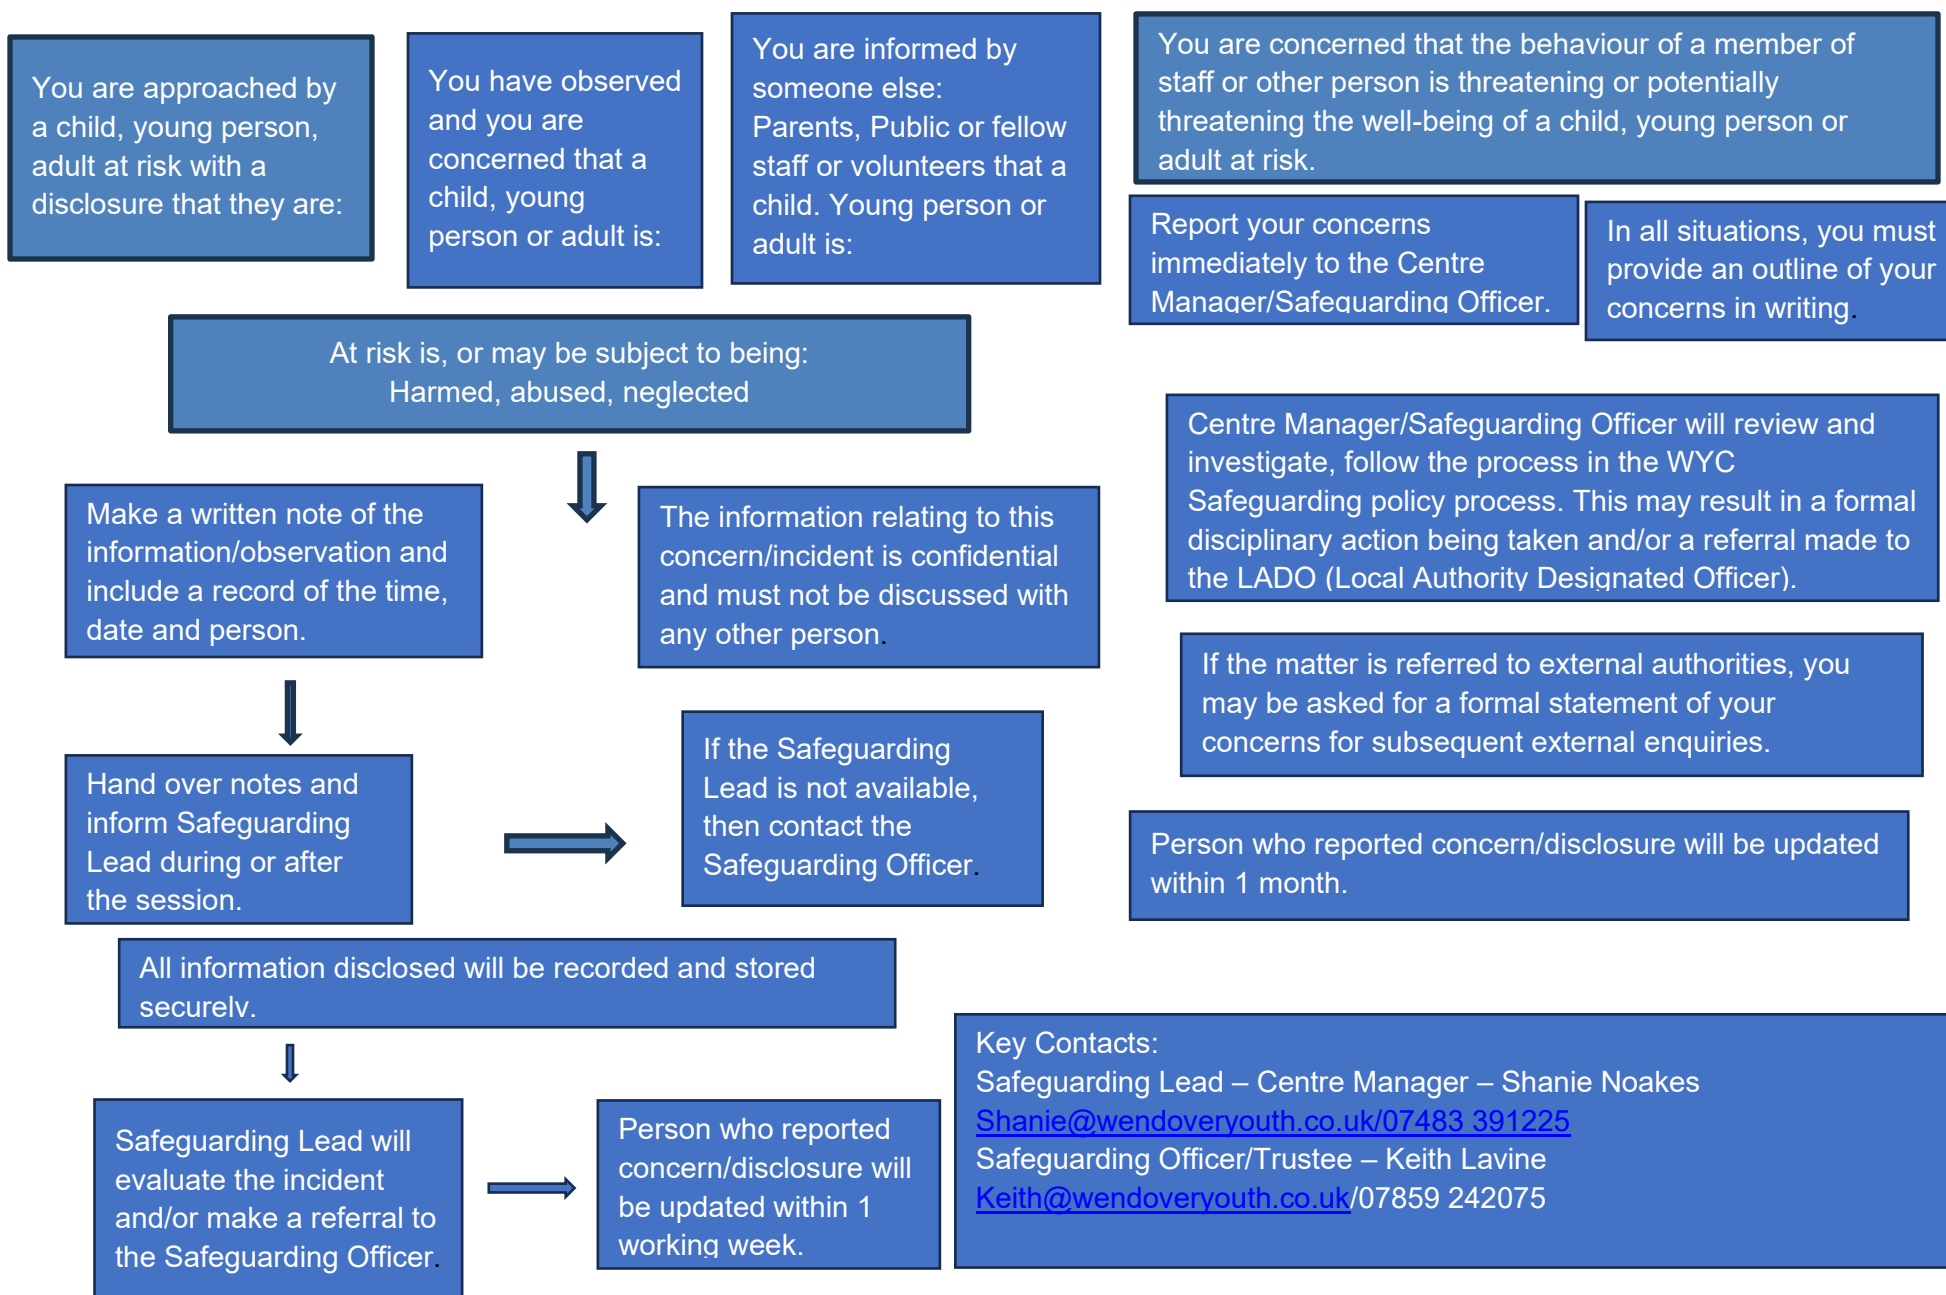 You are approached by
a child, young person,
adult at risk with a
disclosure that they are:
You have observed
and you are
concerned that a
child, young
person or adult is:
You are informed by
someone else:
Parents, Public or fellow
staff or volunteers that a
child. Young person or
adult is:
You are concerned that the behaviour of a member of
staff or other person is threatening or potentially
threatening the well-being of a child, young person or
adult at risk.
Report your concerns
immediately to the Centre
Manager/Safeguarding Officer.
In all situations, you must
provide an outline of your
concerns in writing.
At risk is, or may be subject to being:
Harmed, abused, neglected
Centre Manager/Safeguarding Officer will review and
investigate, follow the process in the WYC
Safeguarding policy process. This may result in a formal
disciplinary action being taken and/or a referral made to
the LADO (Local Authority Designated Officer).
Make a written note of the
information/observation and
include a record of the time,
date and person.
The information relating to this
concern/incident is confidential
and must not be discussed with
any other person.
If the matter is referred to external authorities, you
may be asked for a formal statement of your
concerns for subsequent external enquiries.
Hand over notes and
inform Safeguarding
Lead during or after
the session.
If the Safeguarding
Lead is not available,
then contact the
Safeguarding Officer.
Person who reported concern/disclosure will be updated
within 1 month.
All information disclosed will be recorded and stored
securely.
Safeguarding Lead will
evaluate the incident
and/or make a referral to
the Safeguarding Officer.
Person who reported
concern/disclosure will
be updated within 1
working week.
Key Contacts:
Safeguarding Lead – Centre Manager – Shanie Noakes
Shanie@wendoveryouth.co.uk/07483 391225
Safeguarding Officer/Trustee – Keith Lavine
Keith@wendoveryouth.co.uk/07859 242075